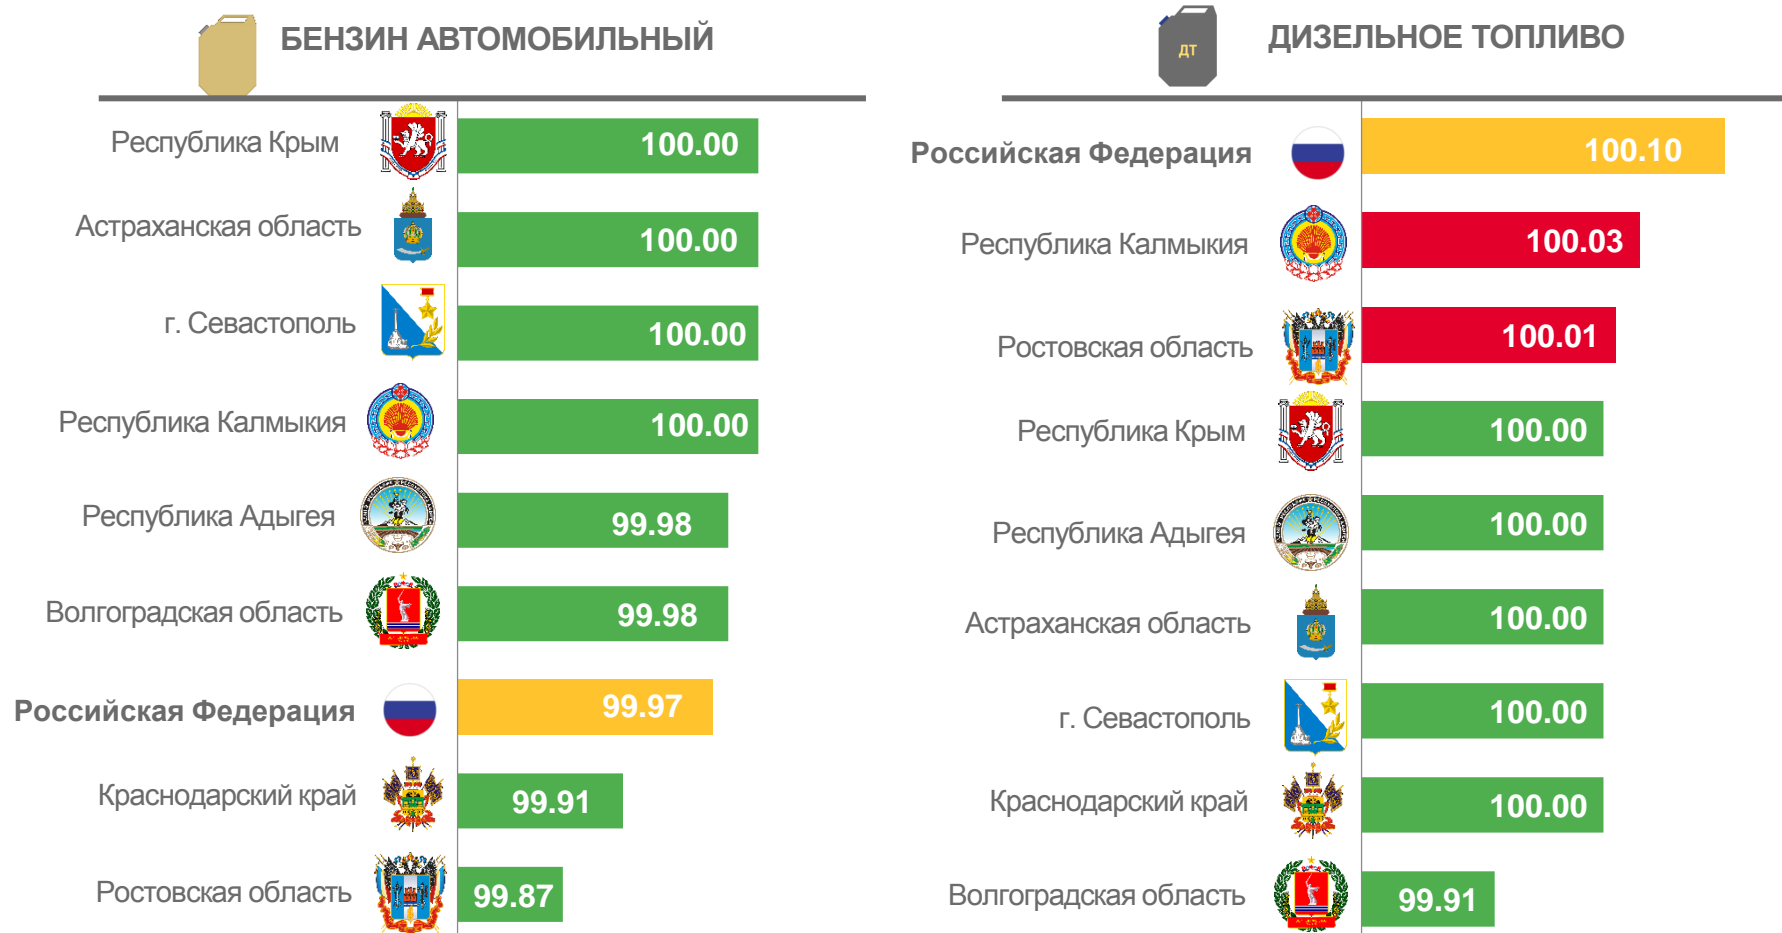 БЕНЗИН АВТОМОБИЛЬНЫЙ
Республика Крым 100.00
Астраханская область 100.00
г. Севастополь 100.00
Республика Калмыкия 100.00
Республика Адыгея 99.98
Волгоградская область 99.98
Российская Федерация 99.97
Краснодарский край 99.91
Ростовская область 99.87
ДТ
ДИЗЕЛЬНОЕ ТОПЛИВО
Российская Федерация 100.10
Республика Калмыкия 100.03
Ростовская область 100.01
Республика Крым 100.00
Республика Адыгея 100.00
Астраханская область 100.00
г. Севастополь 100.00
Краснодарский край 100.00
Волгоградская область 99.91